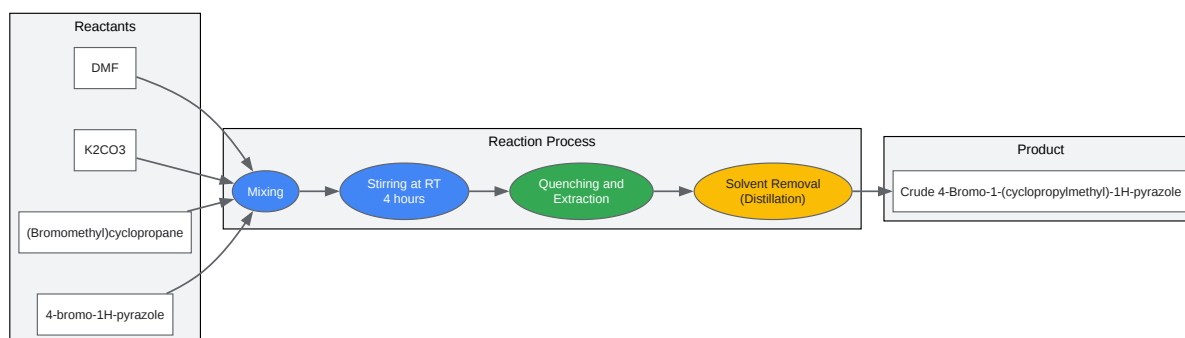 Reactants
DMF
K2CO3
(Bromomethyl)cyclopropane
4-bromo-1H-pyrazole
Reaction Process
Mixing
Stirring at RT
4 hours
Quenching and
Extraction
Solvent Removal
(Distillation)
Product
Crude 4-Bromo-1-(cyclopropylmethyl)-1H-pyrazole